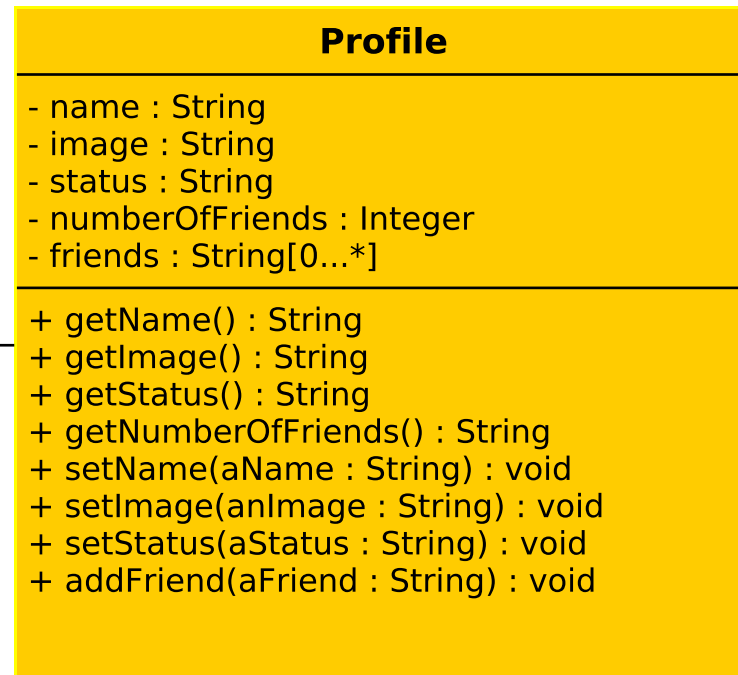 Profile
- name : String
- image : String
- status : String
- numberOfFriends : Integer
- friends : String[0...*]
+ getName() : String
+ getImage() : String
+ getStatus() : String
+ getNumberOfFriends() : String
+ setName(aName : String) : void
+ setImage(anImage : String) : void
+ setStatus(aStatus : String) : void
+ addFriend(aFriend : String) : void